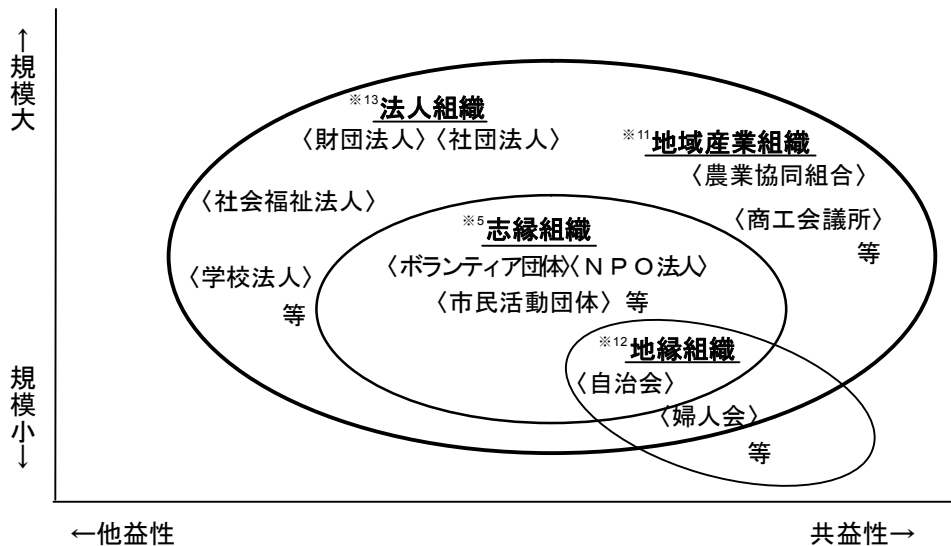 ←規模大
※13法人組織
〈財団法人〉〈社団法人〉
※11地域産業組織
〈農業協同組合〉
〈社会福祉法人〉
〈商工会議所〉
等
※5志縁組織
〈ボランティア団体〉〈ＮＰＯ法人〉
〈市民活動団体〉等
〈学校法人〉
等
※12地縁組織
〈自治会〉
〈婦人会〉
等
規模小→
←他益性
共益性→